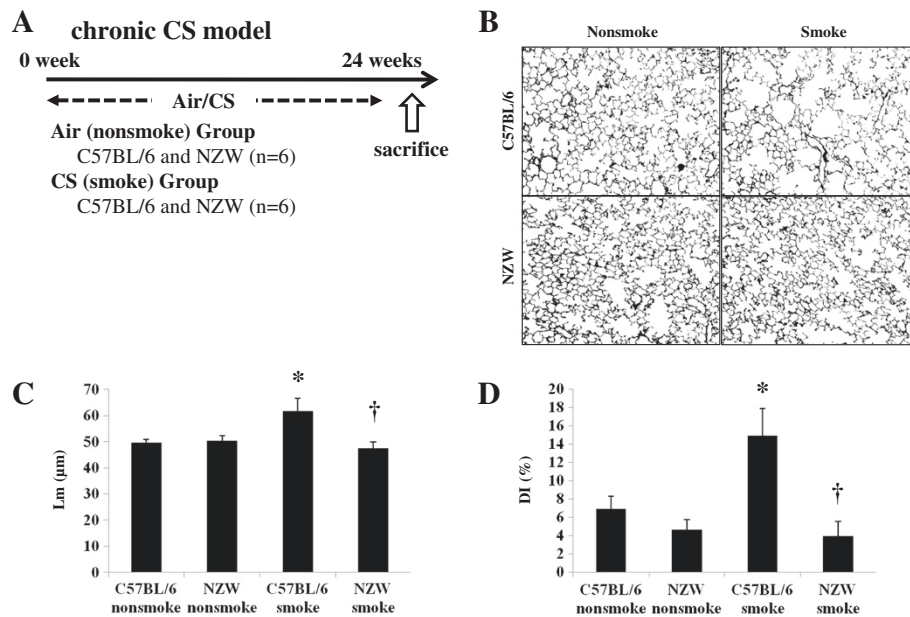 A
chronic CS model
0 week
24 weeks
Air/CS
Air (nonsmoke) Group
C57BL/6 and NZW (n=6)
CS (smoke) Group
C57BL/6 and NZW (n=6)
sacrifice
B
Nonsmoke
Smoke
C57BL/6
NZW
C
Lm (μm)
70
60
50
40
30
20
10
0
*
†
C57BL/6
nonsmoke
NZW
nonsmoke
C57BL/6
smoke
NZW
smoke
D
DI (%)
20
18
16
14
12
10
8
6
4
2
0
*
†
C57BL/6
nonsmoke
NZW
nonsmoke
C57BL/6
smoke
NZW
smoke